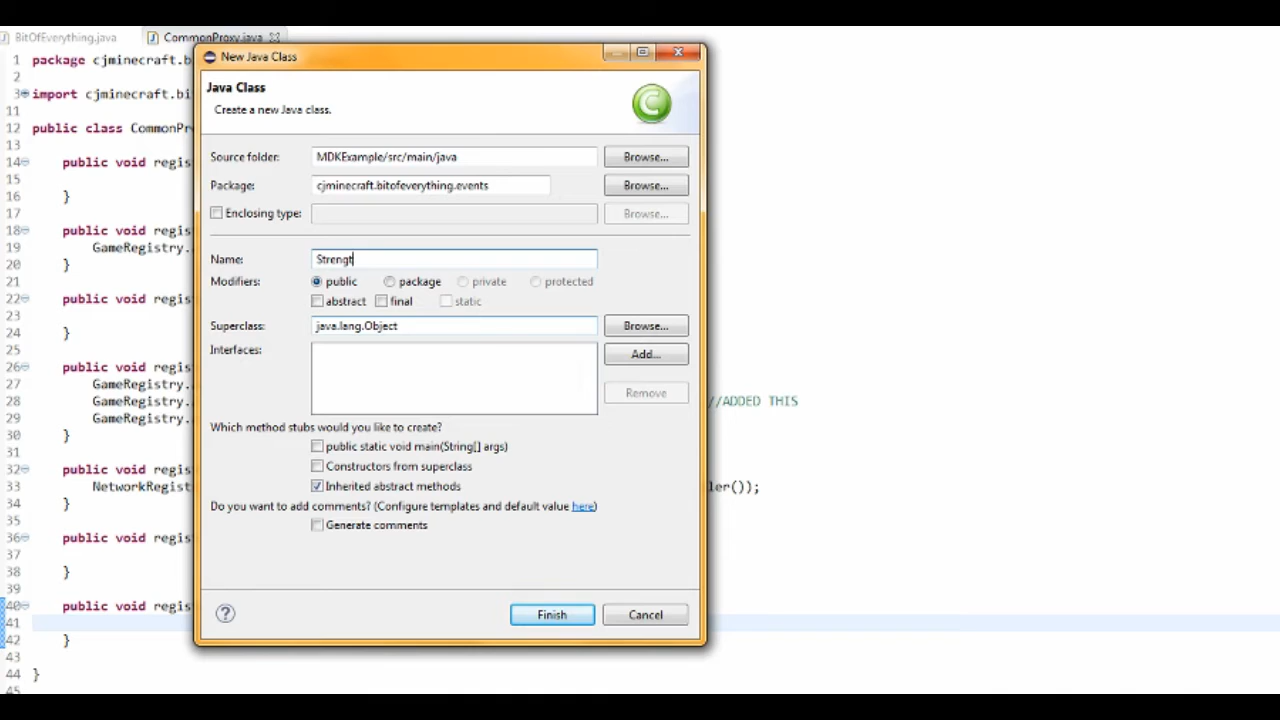 BitOfEverything.java
CommonProxy.java
New Java Class
Java Class
Create a new Java class.
Source folder: MDKExample/src/main/java Browse...
Package: cjminecraft.bitofeverything.events Browse...
Enclosing type: Browse...
Name: Strengt
Modifiers: public package private protected
abstract final static
Superclass: java.lang.Object Browse...
Interfaces: Add...
Remove
Which method stubs would you like to create?
public static void main(String[] args)
Constructors from superclass
Inherited abstract methods
Do you want to add comments? (Configure templates and default value here)
Generate comments
Finish Cancel
1 package cjminecraft.b
2
3 import cjminecraft.bi
11
12 public class CommonPr
13
14 public void regis
15
16 }
17
18 public void regis
19 GameRegistry.
20 }
21
22 public void regis
23
24 }
25
26 public void regis
27 GameRegistry.
28 GameRegistry. //ADDED THIS
29 GameRegistry.
30 }
31
32 public void regis
33 NetworkRegist ler());
34 }
35
36 public void regis
37
38 }
39
40 public void regis
41
42 }
43
44 }
45